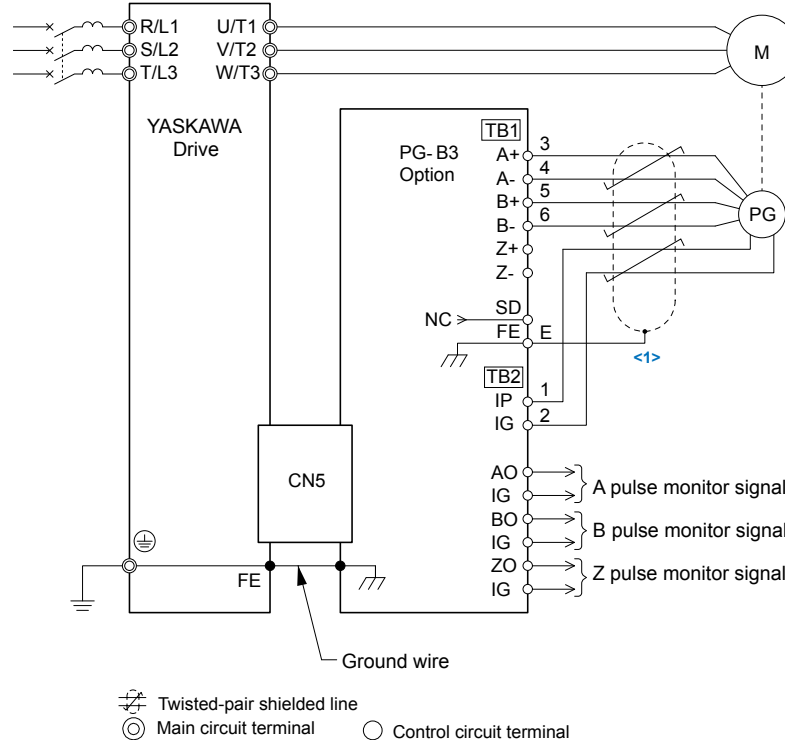 R/L1 U/T1
S/L2 V/T2
T/L3 W/T3
M
YASKAWA
Drive
PG- B3
Option
TB1
A+ 3
A- 4
B+ 5
B- 6
Z+
Z-
PG
NC SD
FE E
<1>
TB2
IP 1
IG 2
CN5
AO
IG
A pulse monitor signal
BO
IG
B pulse monitor signal
ZO
IG
Z pulse monitor signal
FE
Ground wire
Twisted-pair shielded line
Main circuit terminal
Control circuit terminal